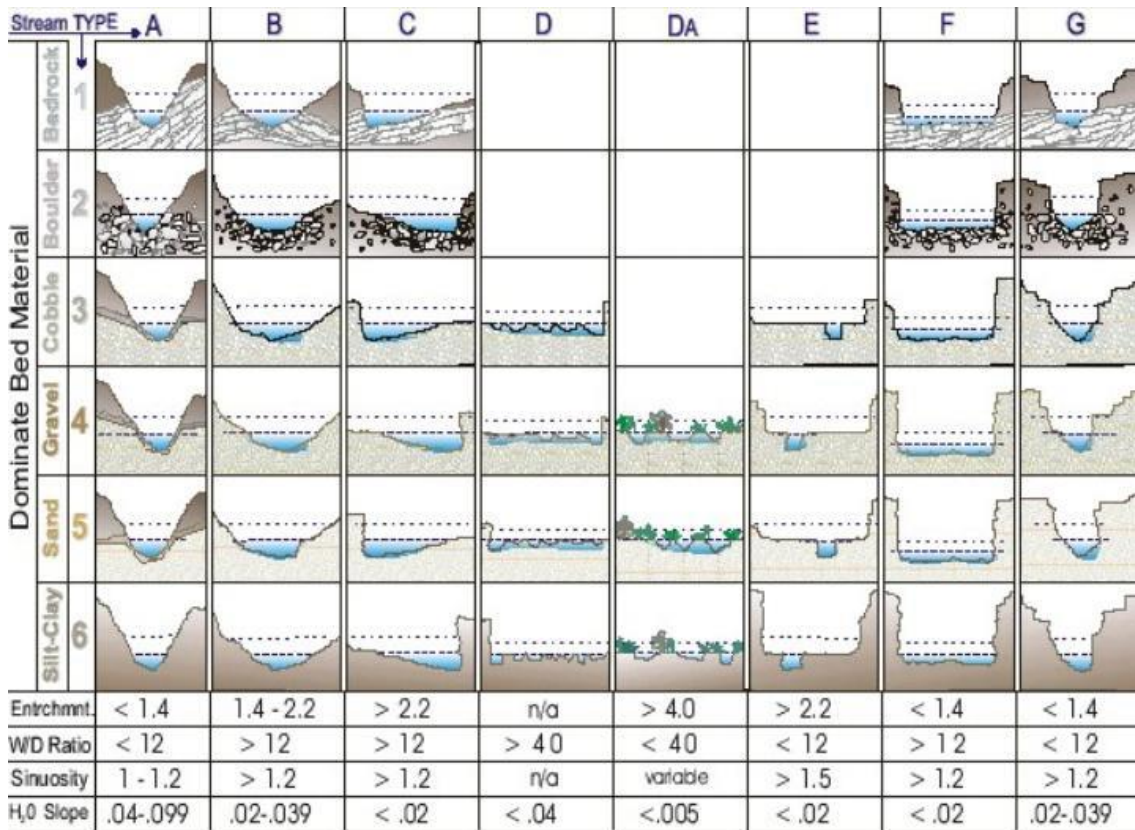 Stream TYPE A B C D DA E F G
Dominate Bed Material
Bedrock 1
Boulder 2
Cobble 3
Gravel 4
Sand 5
Silt-Clay 6
Entrchmnt. < 1.4 1.4 - 2.2 > 2.2 n/a > 4.0 > 2.2 < 1.4 < 1.4
W/D Ratio < 12 > 12 > 12 > 40 < 40 < 12 > 12 < 12
Sinuosity 1 - 1.2 > 1.2 > 1.2 n/a variable > 1.5 > 1.2 > 1.2
H₂0 Slope .04-.099 .02-.039 < .02 < .04 <.005 < .02 < .02 .02-.039